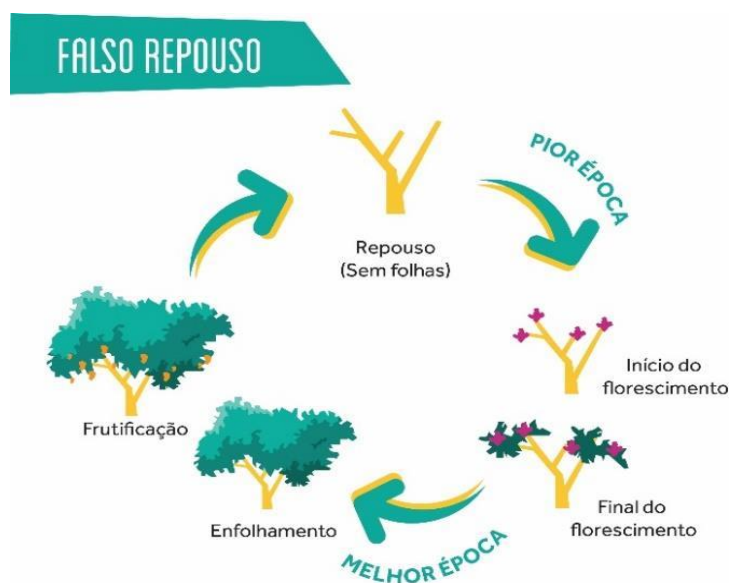 FALSO REPOUSO
PIOR ÉPOCA
Repouso
(Sem folhas)
Início do
florescimento
Frutificação
Enfolhamento
Final do
florescimento
MELHOR ÉPOCA